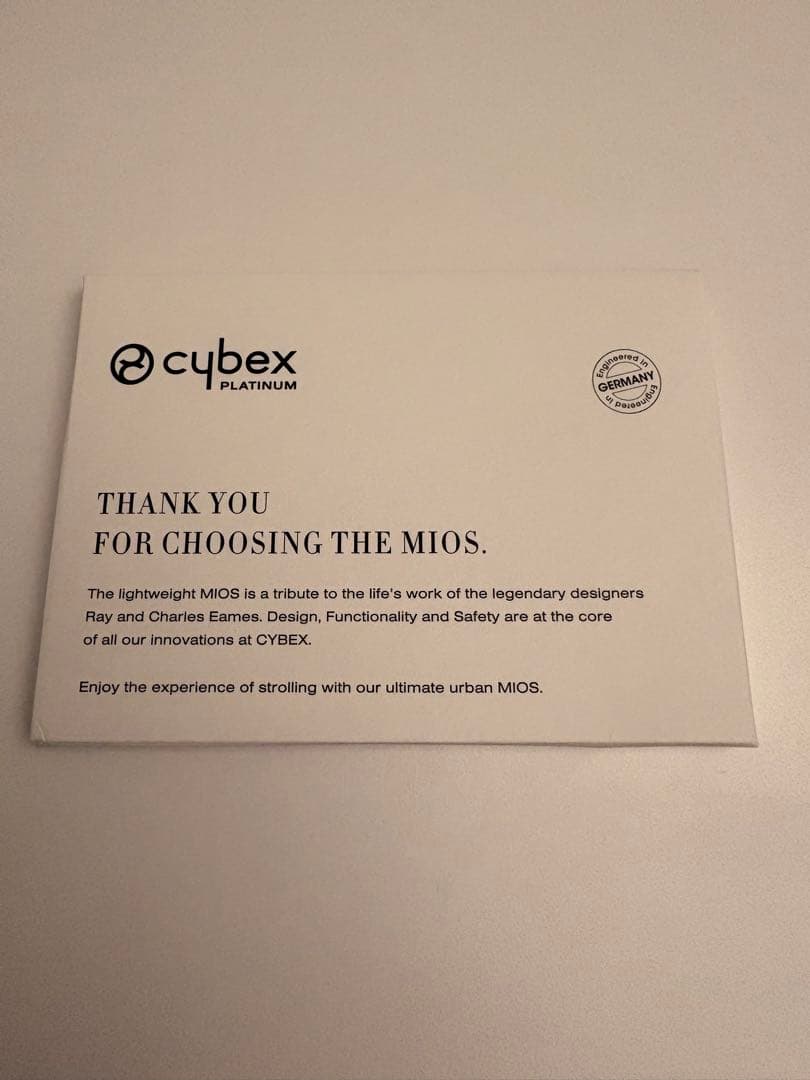 cybex
PLATINUM
Engineered in
GERMANY
Engineered in
THANK YOU
FOR CHOOSING THE MIOS.
The lightweight MIOS is a tribute to the life's work of the legendary designers
Ray and Charles Eames. Design, Functionality and Safety are at the core
of all our innovations at CYBEX.
Enjoy the experience of strolling with our ultimate urban MIOS.